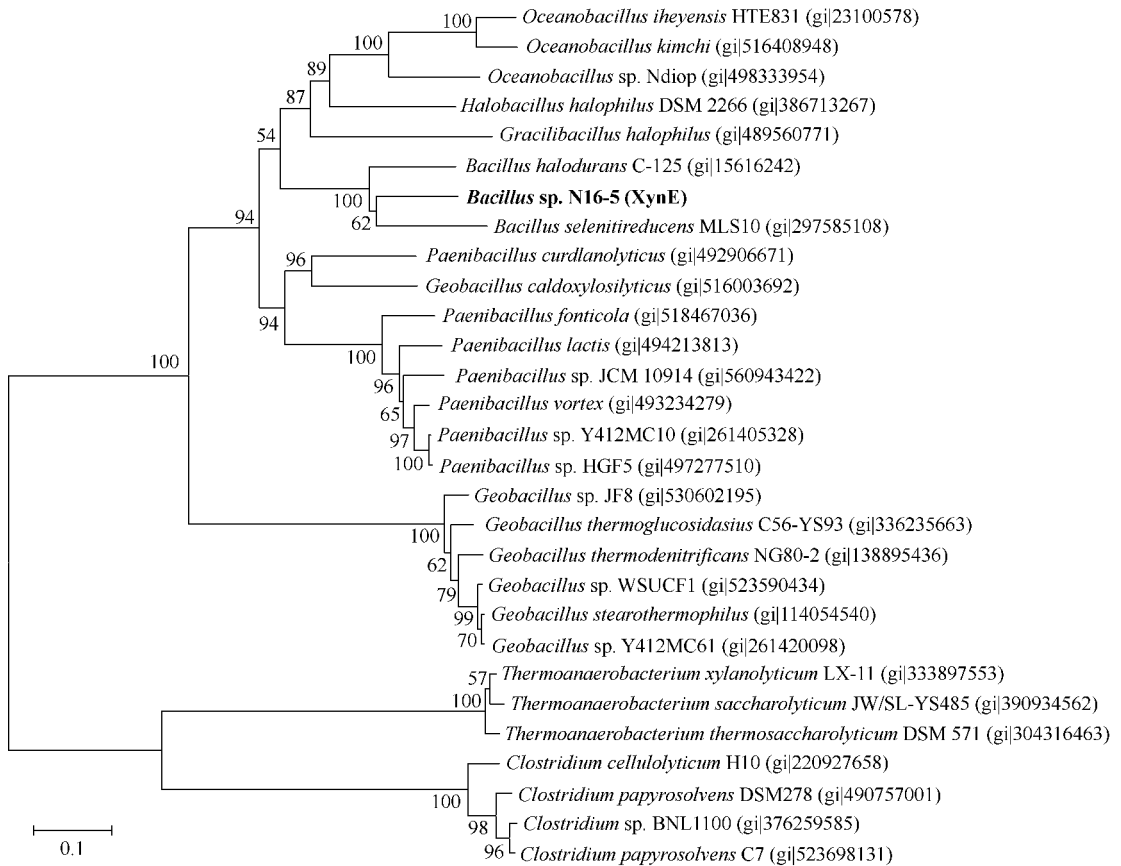 100
Oceanobacillus iheyensis HTE831 (gi|23100578)
Oceanobacillus kimchi (gi|516408948)
100
Oceanobacillus sp. Ndiop (gi|498333954)
89
Halobacillus halophilus DSM 2266 (gi|386713267)
87
Gracilibacillus halophilus (gi|489560771)
54
Bacillus halodurans C-125 (gi|15616242)
100
Bacillus sp. N16-5 (XynE)
62
Bacillus selenitireducens MLS10 (gi|297585108)
94
Paenibacillus curdlanolyticus (gi|492906671)
96
Geobacillus caldoxylosilyticus (gi|516003692)
94
Paenibacillus fonticola (gi|518467036)
100
Paenibacillus lactis (gi|494213813)
100
Paenibacillus sp. JCM 10914 (gi|560943422)
96
Paenibacillus vortex (gi|493234279)
65
Paenibacillus sp. Y412MC10 (gi|261405328)
97
Paenibacillus sp. HGF5 (gi|497277510)
100
Geobacillus sp. JF8 (gi|530602195)
Geobacillus thermoglucosidasius C56-YS93 (gi|336235663)
100
Geobacillus thermodenitrificans NG80-2 (gi|138895436)
62
Geobacillus sp. WSUCF1 (gi|523590434)
79
Geobacillus stearothermophilus (gi|114054540)
99
Geobacillus sp. Y412MC61 (gi|261420098)
70
Thermoanaerobacterium xylanolyticum LX-11 (gi|333897553)
57
Thermoanaerobacterium saccharolyticum JW/SL-YS485 (gi|390934562)
100
Thermoanaerobacterium thermosaccharolyticum DSM 571 (gi|304316463)
Clostridium cellulolyticum H10 (gi|220927658)
100
Clostridium papyrosolvens DSM278 (gi|490757001)
98
Clostridium sp. BNL1100 (gi|376259585)
96
Clostridium papyrosolvens C7 (gi|523698131)
0.1